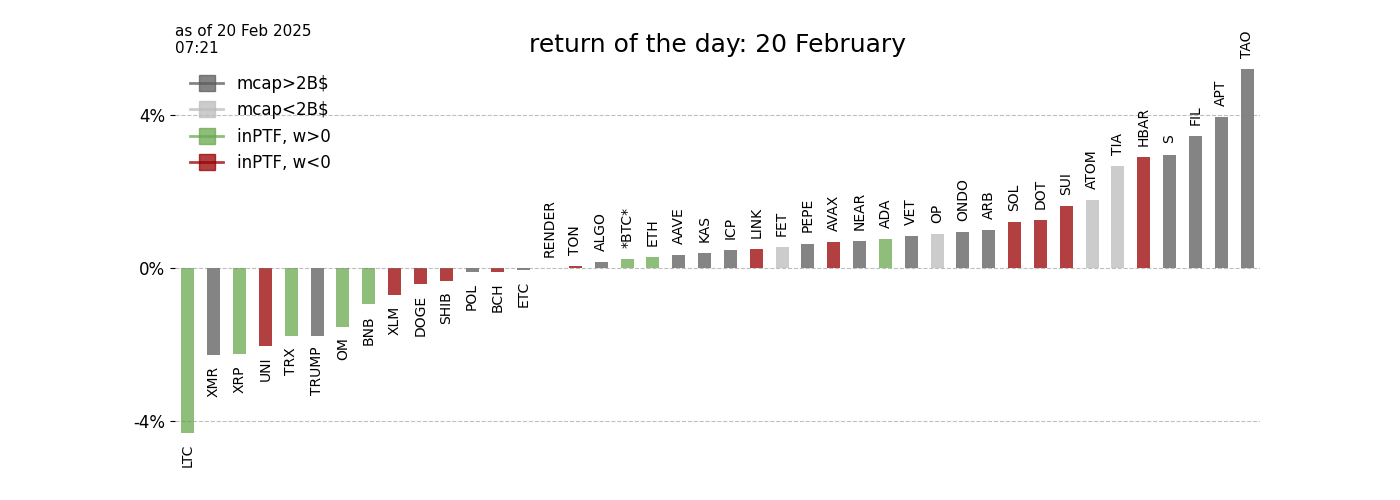 as of 20 Feb 2025
07:21
return of the day: 20 February
mcap>2B$
mcap<2B$
inPTF, w>0
inPTF, w<0
4%
0%
-4%
LTC
XMR
XRP
UNI
TRX
TRUMP
OM
BNB
XLM
DOGE
SHIB
POL
BCH
ETC
RENDER
TON
ALGO
*BTC*
ETH
AAVE
KAS
ICP
LINK
FET
PEPE
AVAX
NEAR
ADA
VET
OP
ONDO
ARB
SOL
DOT
SUI
ATOM
TIA
HBAR
S
FIL
APT
TAO